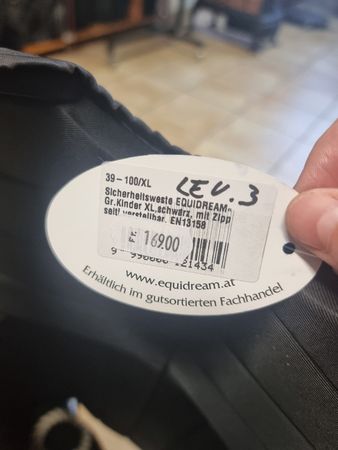 39-100/XL
LEV. 3
Sicherheitsweste EQUIDREAM-
Gr.Kinder XL,schwarz, mit Zipp
seitl verstellbar, EN13158
169.00
www.equidream.at
Erhältlich im gutsortierten Fachhandel